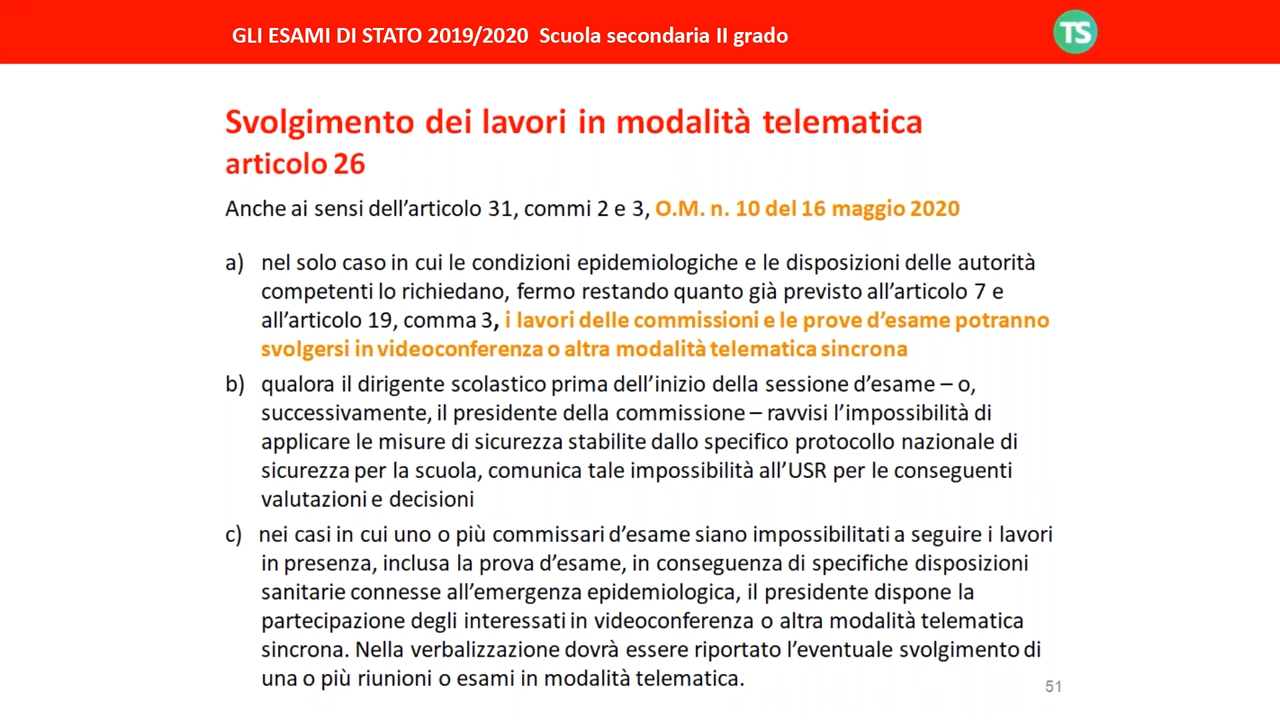 GLI ESAMI DI STATO 2019/2020 Scuola secondaria II grado
TS
Svolgimento dei lavori in modalità telematica
articolo 26
Anche ai sensi dell’articolo 31, commi 2 e 3, O.M. n. 10 del 16 maggio 2020
a) nel solo caso in cui le condizioni epidemiologiche e le disposizioni delle autorità
competenti lo richiedano, fermo restando quanto già previsto all’articolo 7 e
all’articolo 19, comma 3, i lavori delle commissioni e le prove d’esame potranno
svolgersi in videoconferenza o altra modalità telematica sincrona
b) qualora il dirigente scolastico prima dell’inizio della sessione d’esame – o,
successivamente, il presidente della commissione – ravvisi l’impossibilità di
applicare le misure di sicurezza stabilite dallo specifico protocollo nazionale di
sicurezza per la scuola, comunica tale impossibilità all’USR per le conseguenti
valutazioni e decisioni
c) nei casi in cui uno o più commissari d’esame siano impossibilitati a seguire i lavori
in presenza, inclusa la prova d’esame, in conseguenza di specifiche disposizioni
sanitarie connesse all’emergenza epidemiologica, il presidente dispone la
partecipazione degli interessati in videoconferenza o altra modalità telematica
sincrona. Nella verbalizzazione dovrà essere riportato l’eventuale svolgimento di
una o più riunioni o esami in modalità telematica.
51